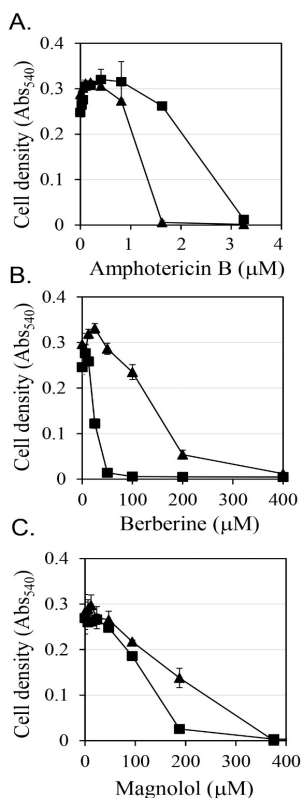 A.
0.4
0.3
0.2
0.1
0
Cell density (Abs540)
0 1 2 3 4
Amphotericin B (μM)
B.
0.4
0.3
0.2
0.1
0
Cell density (Abs540)
0 100 200 300 400
Berberine (μM)
C.
0.4
0.3
0.2
0.1
0
Cell density (Abs540)
0 100 200 300 400
Magnolol (μM)